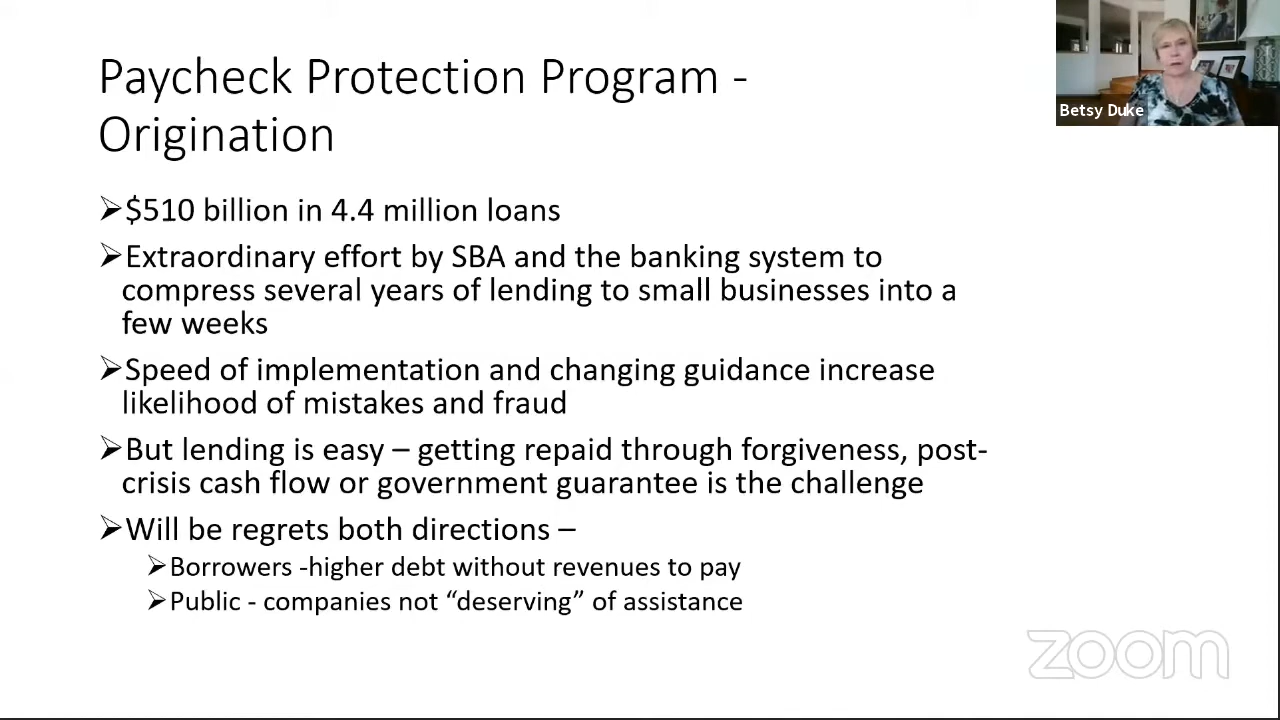 Paycheck Protection Program -
Origination
Betsy Duke
➢$510 billion in 4.4 million loans
➢Extraordinary effort by SBA and the banking system to
compress several years of lending to small businesses into a
few weeks
➢Speed of implementation and changing guidance increase
likelihood of mistakes and fraud
➢But lending is easy – getting repaid through forgiveness, post-
crisis cash flow or government guarantee is the challenge
➢Will be regrets both directions –
➢Borrowers -higher debt without revenues to pay
➢Public - companies not “deserving” of assistance
zoom